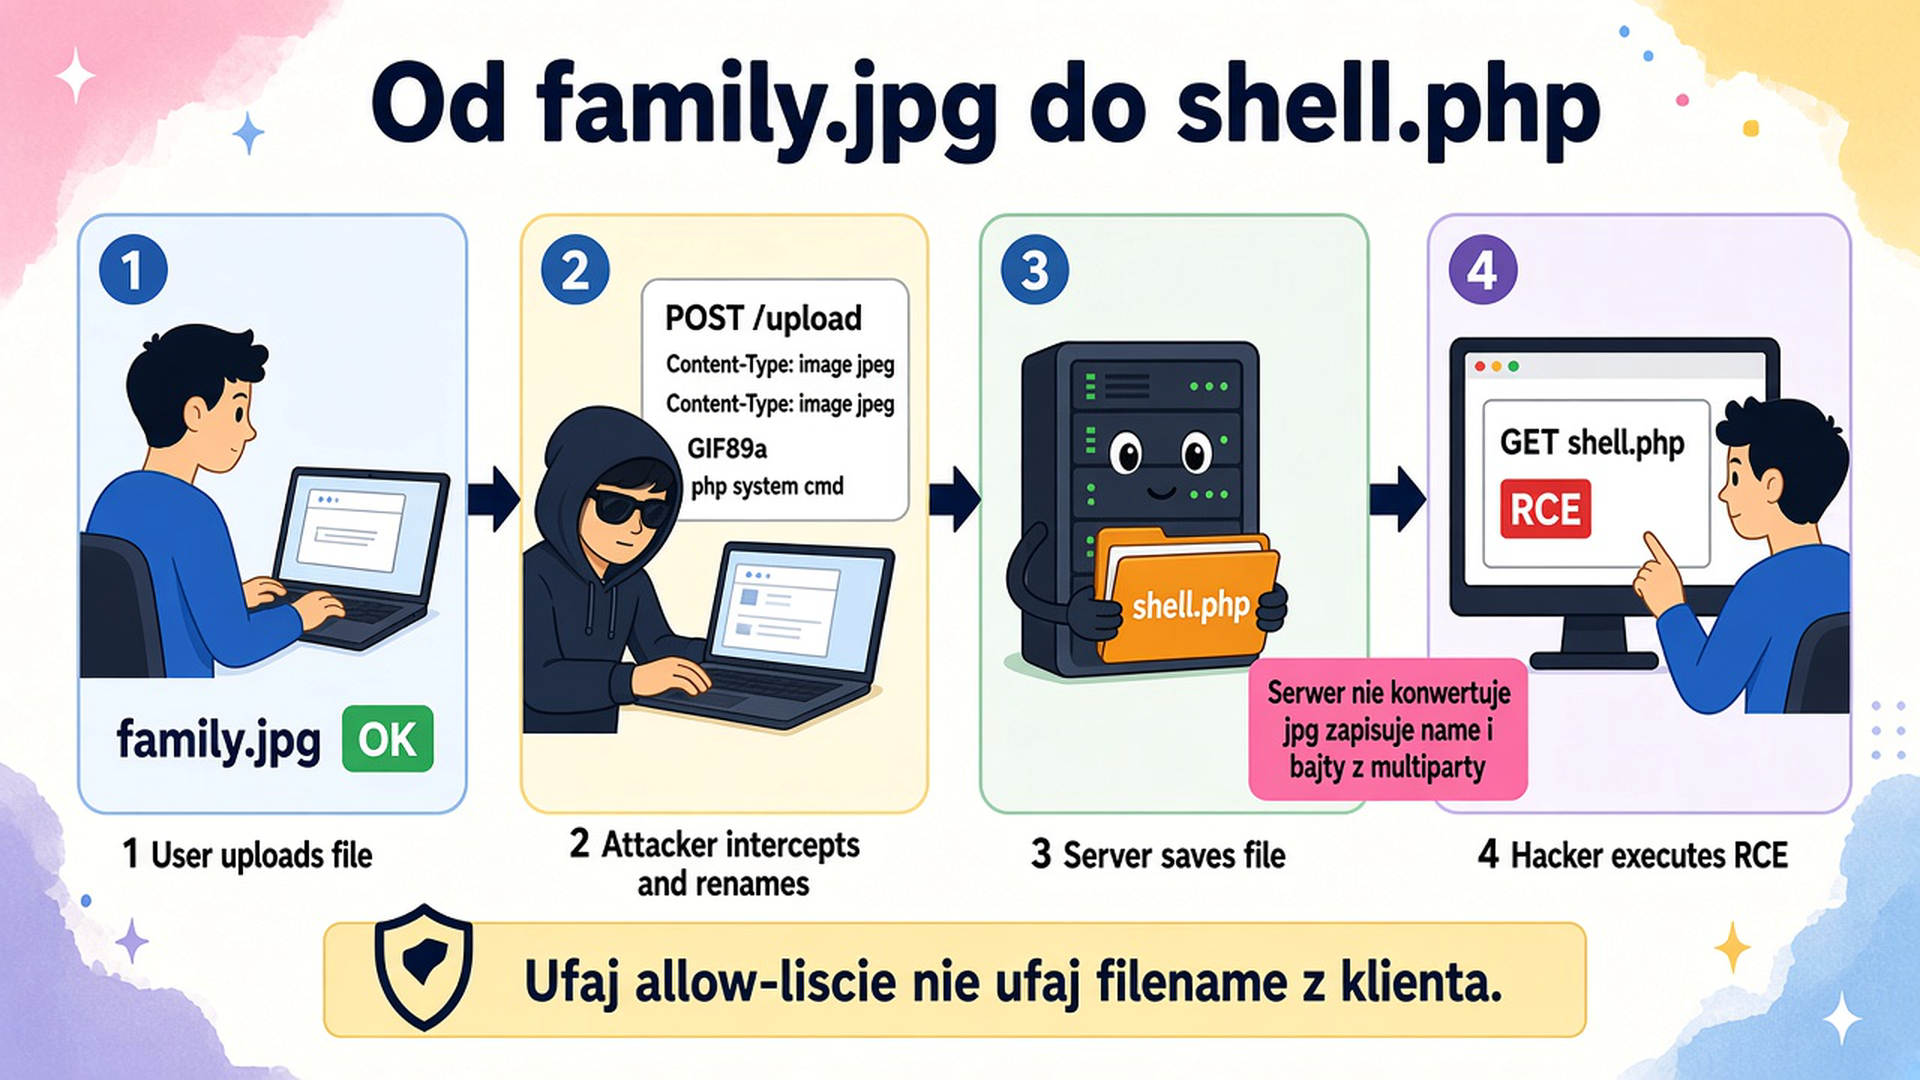 Od family.jpg do shell.php
1
family.jpg OK
2
POST /upload
Content-Type: image jpeg
Content-Type: image jpeg
GIF89a
php system cmd
3
shell.php
Serwer nie konwertuje
jpg zapisuje name i
bajty z multiparty
4
GET shell.php
RCE
1 User uploads file
2 Attacker intercepts
and renames
3 Server saves file
4 Hacker executes RCE
Ufaj allow-liscie nie ufaj filename z klienta.